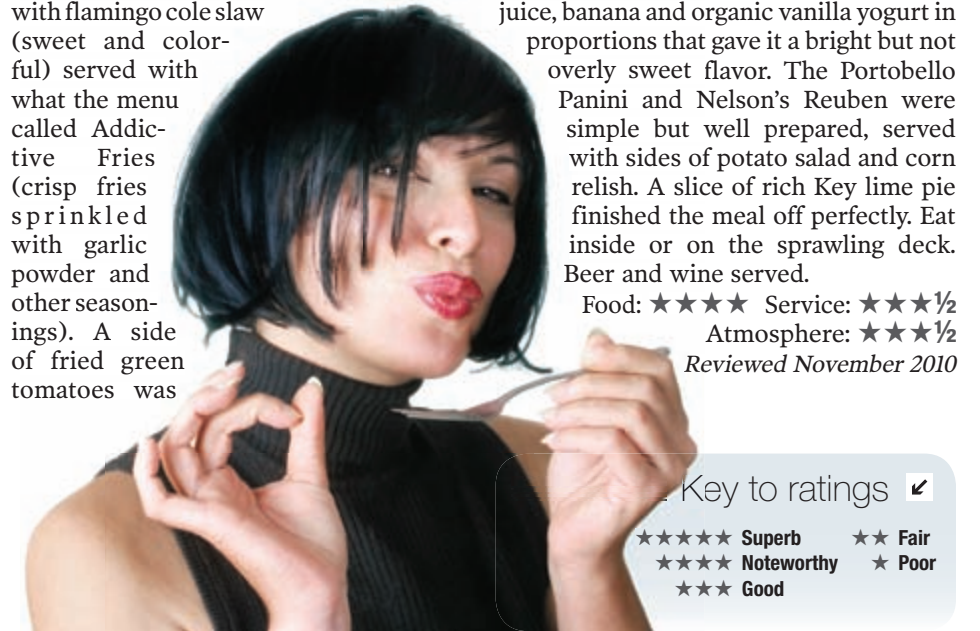 with flamingo cole slaw
(sweet and color-
ful) served with
what the menu
called Addic-
tive Fries
(crisp fries
sprinkled
with garlic
powder and
other season-
ings). A side
of fried green
tomatoes was
juice, banana and organic vanilla yogurt in
proportions that gave it a bright but not
overly sweet flavor. The Portobello
Panini and Nelson’s Reuben were
simple but well prepared, served
with sides of potato salad and corn
relish. A slice of rich Key lime pie
finished the meal off perfectly. Eat
inside or on the sprawling deck.
Beer and wine served.
Food: ★★★★ Service: ★★★½
Atmosphere: ★★★½
Reviewed November 2010
Key to ratings
★★★★★ Superb
★★★★ Noteworthy
★★★ Good
★★ Fair
★ Poor